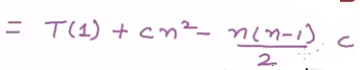 = T(1) + cn² - n(n-1)/2 . c